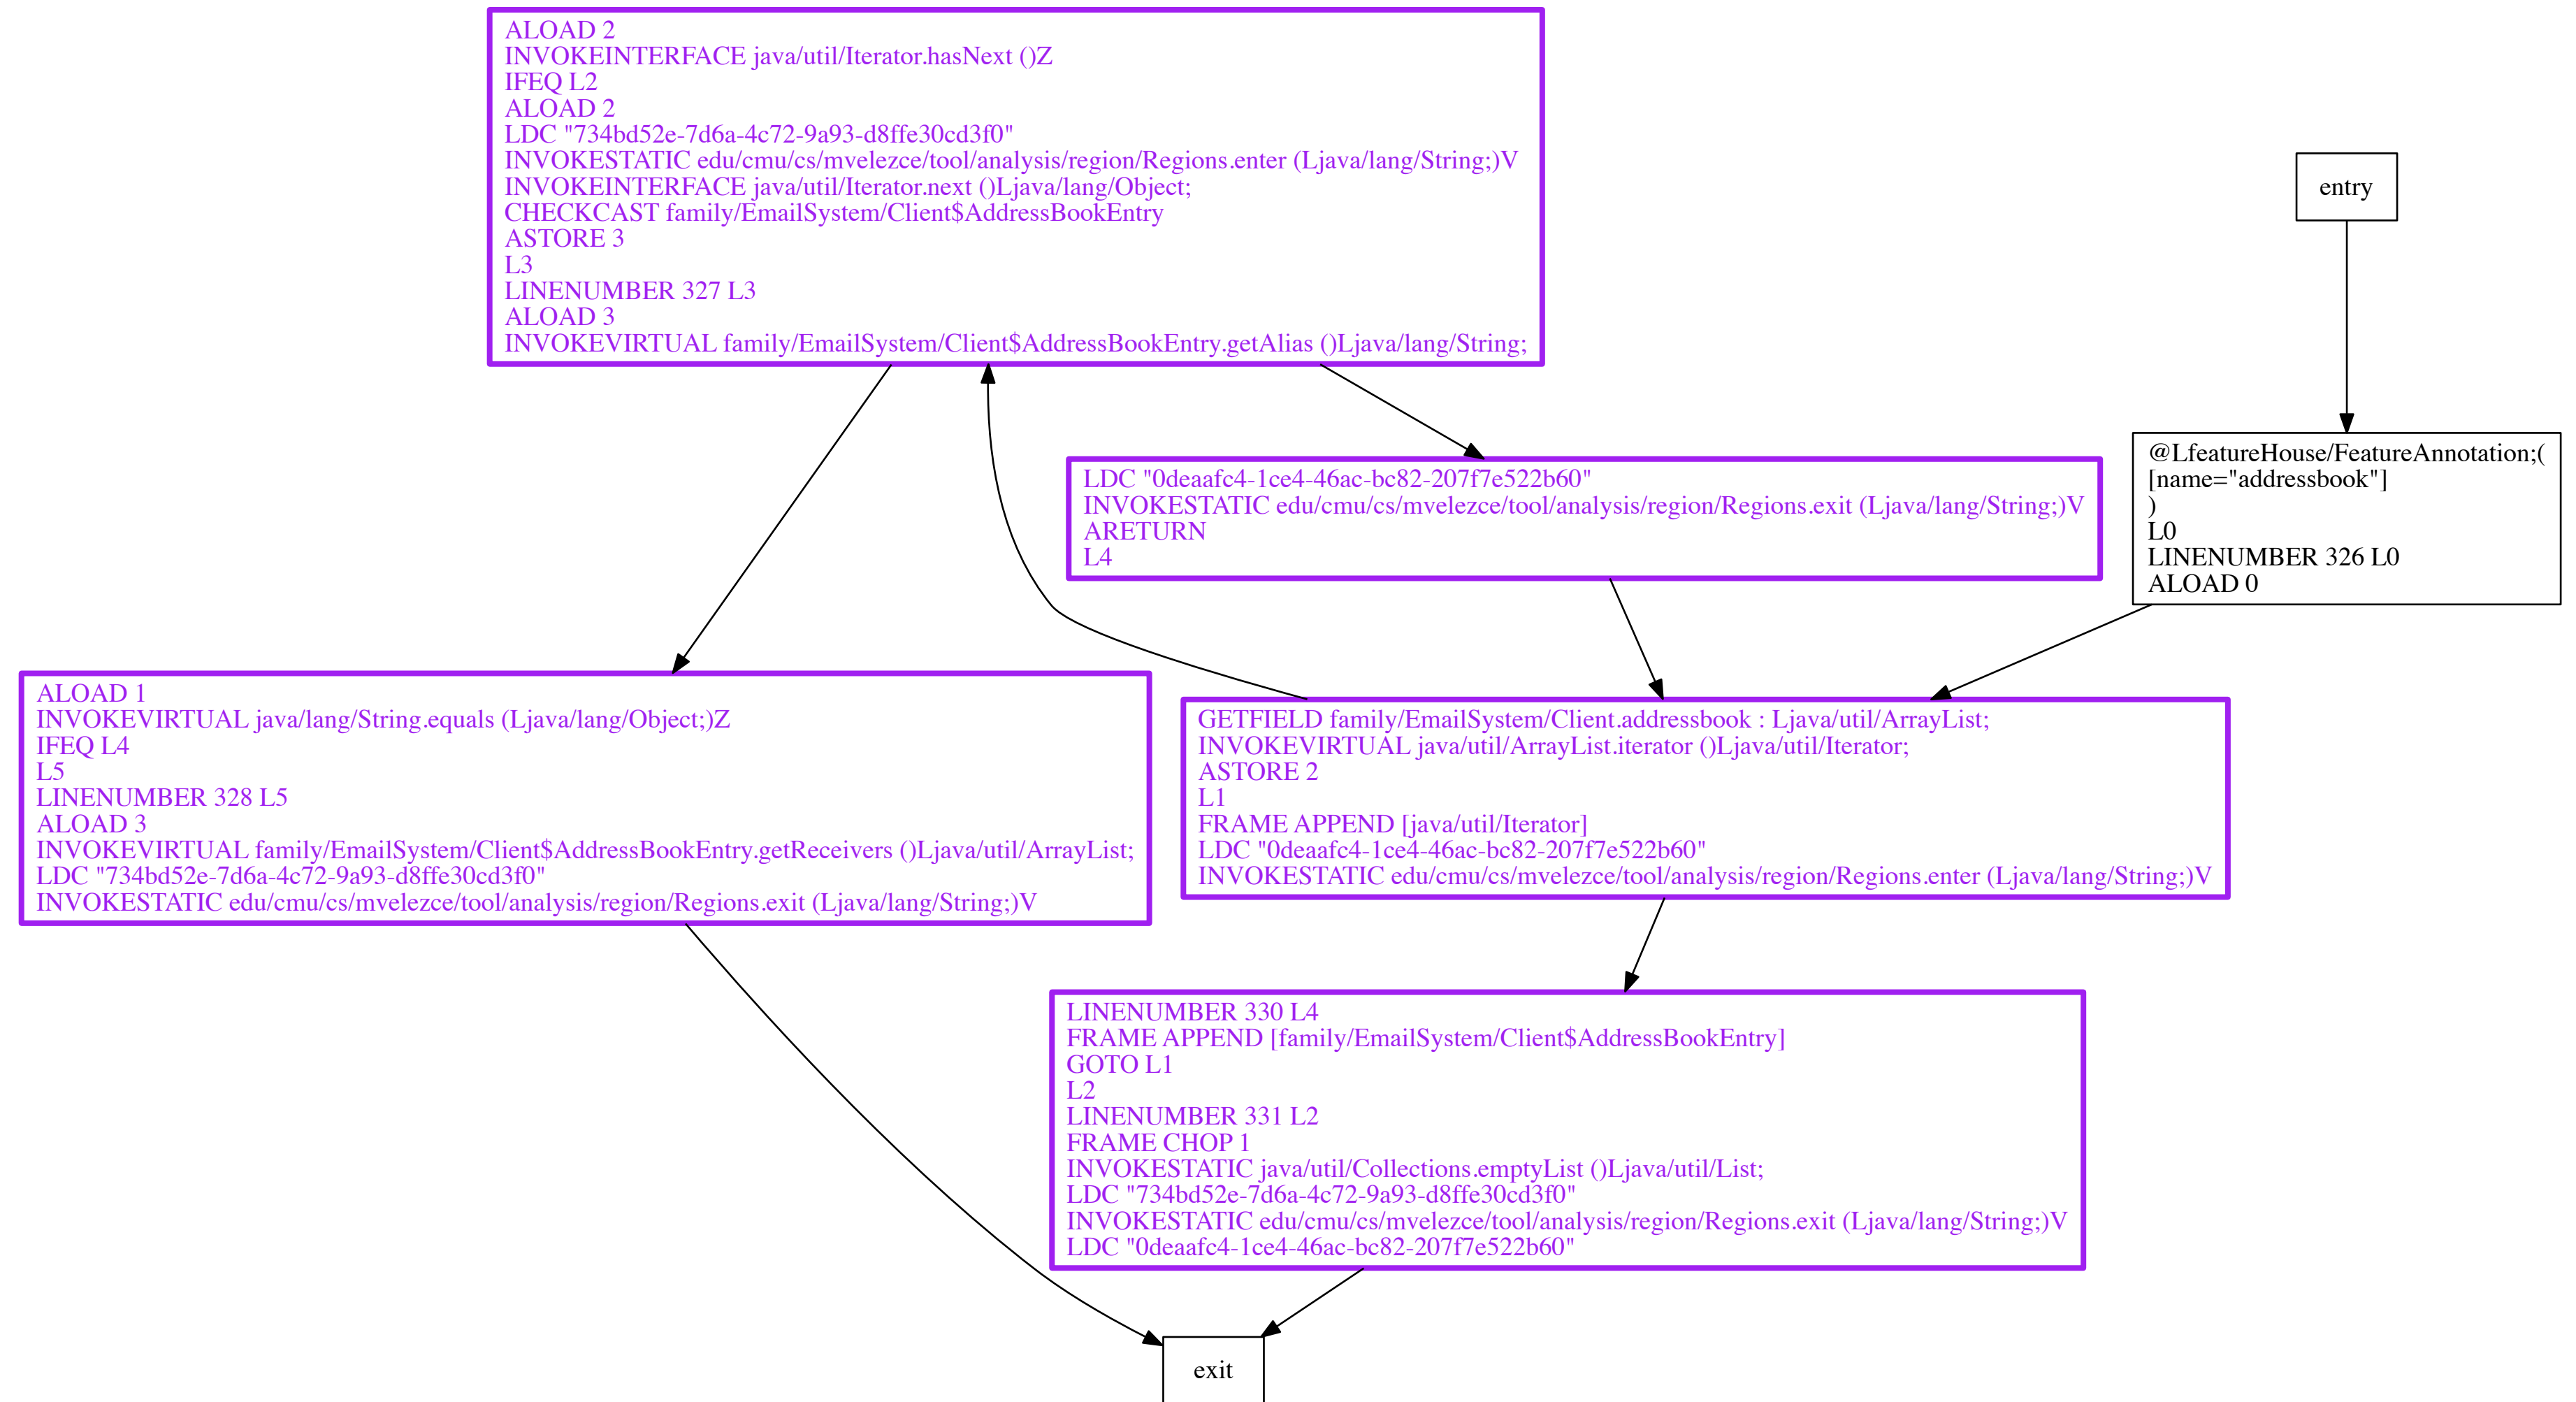 ALOAD 2
INVOKEINTERFACE java/util/Iterator.hasNext ()Z
IFEQ L2
ALOAD 2
LDC "734bd52e-7d6a-4c72-9a93-d8ffe30cd3f0"
INVOKESTATIC edu/cmu/cs/mvelezce/tool/analysis/region/Regions.enter (Ljava/lang/String;)V
INVOKEINTERFACE java/util/Iterator.next ()Ljava/lang/Object;
CHECKCAST family/EmailSystem/Client$AddressBookEntry
ASTORE 3
L3
LINENUMBER 327 L3
ALOAD 3
INVOKEVIRTUAL family/EmailSystem/Client$AddressBookEntry.getAlias ()Ljava/lang/String;
entry
@LfeatureHouse/FeatureAnnotation;(
[name="addressbook"]
)
L0
LINENUMBER 326 L0
ALOAD 0
LDC "0deaafc4-1ce4-46ac-bc82-207f7e522b60"
INVOKESTATIC edu/cmu/cs/mvelezce/tool/analysis/region/Regions.exit (Ljava/lang/String;)V
ARETURN
L4
ALOAD 1
INVOKEVIRTUAL java/lang/String.equals (Ljava/lang/Object;)Z
IFEQ L4
L5
LINENUMBER 328 L5
ALOAD 3
INVOKEVIRTUAL family/EmailSystem/Client$AddressBookEntry.getReceivers ()Ljava/util/ArrayList;
LDC "734bd52e-7d6a-4c72-9a93-d8ffe30cd3f0"
INVOKESTATIC edu/cmu/cs/mvelezce/tool/analysis/region/Regions.exit (Ljava/lang/String;)V
GETFIELD family/EmailSystem/Client.addressbook : Ljava/util/ArrayList;
INVOKEVIRTUAL java/util/ArrayList.iterator ()Ljava/util/Iterator;
ASTORE 2
L1
FRAME APPEND [java/util/Iterator]
LDC "0deaafc4-1ce4-46ac-bc82-207f7e522b60"
INVOKESTATIC edu/cmu/cs/mvelezce/tool/analysis/region/Regions.enter (Ljava/lang/String;)V
LINENUMBER 330 L4
FRAME APPEND [family/EmailSystem/Client$AddressBookEntry]
GOTO L1
L2
LINENUMBER 331 L2
FRAME CHOP 1
INVOKESTATIC java/util/Collections.emptyList ()Ljava/util/List;
LDC "734bd52e-7d6a-4c72-9a93-d8ffe30cd3f0"
INVOKESTATIC edu/cmu/cs/mvelezce/tool/analysis/region/Regions.exit (Ljava/lang/String;)V
LDC "0deaafc4-1ce4-46ac-bc82-207f7e522b60"
exit